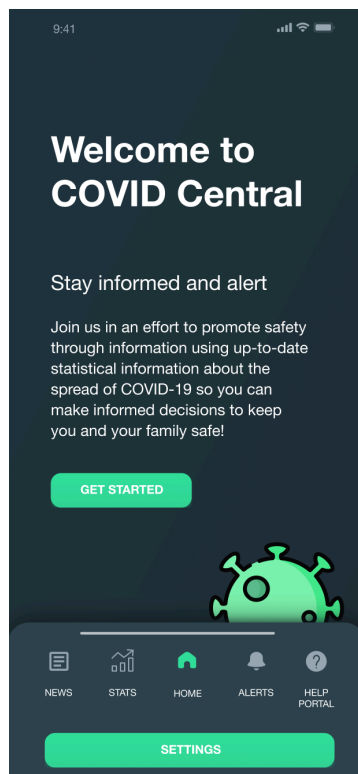 9:41
Welcome to
COVID Central
Stay informed and alert
Join us in an effort to promote safety
through information using up-to-date
statistical information about the
spread of COVID-19 so you can
make informed decisions to keep
you and your family safe!
GET STARTED
NEWS
STATS
HOME
ALERTS
?
HELP
PORTAL
SETTINGS